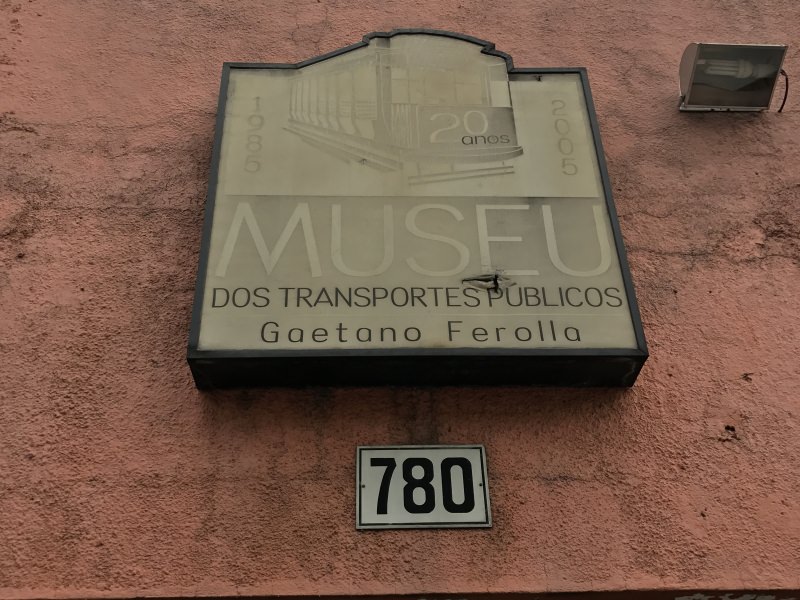 1985
20
anos
2005
MUSEU
DOS TRANSPORTES PÚBLICOS
Gaetano Ferolla
780